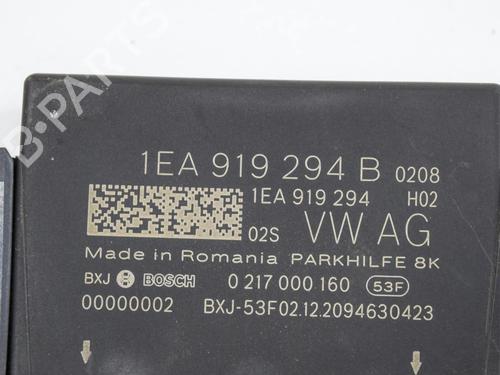 B-PARTS
1EA 919 294 B 0208
1EA 919 294 H02
02S VW AG
Made in Romania PARKHILFE 8K
BXJ BOSCH 0 217 000 160 53F
00000002 BXJ-53F02.12.2094630423